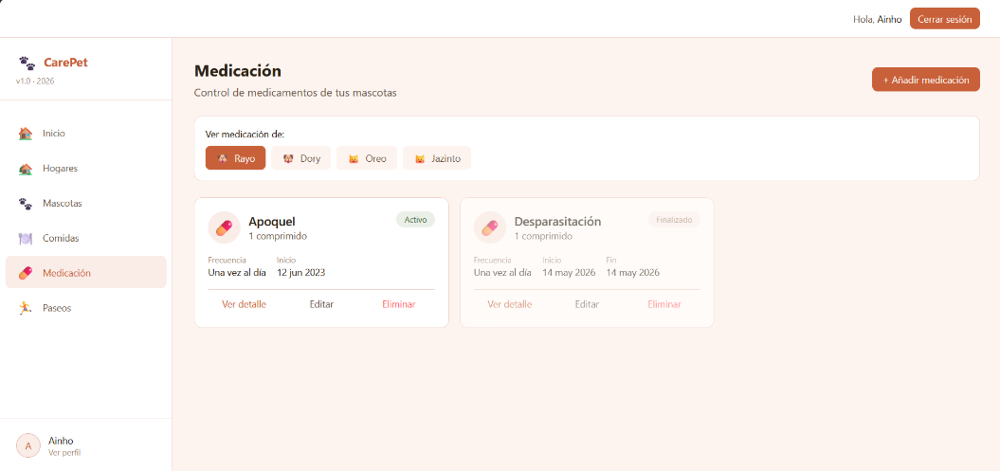 Hola, Ainho
Cerrar sesión
CarePet
v1.0 · 2026
Inicio
Hogares
Mascotas
Comidas
Medicación
Paseos
A
Ainho
Ver perfil
Medicación
Control de medicamentos de tus mascotas
+ Añadir medicación
Ver medicación de:
Rayo Dory Oreo Jazinto
Apoquel Activo
1 comprimido
Frecuencia Inicio
Una vez al día 12 jun 2023
Ver detalle Editar Eliminar
Desparasitación Finalizado
1 comprimido
Frecuencia Inicio Fin
Una vez al día 14 may 2026 14 may 2026
Ver detalle Editar Eliminar